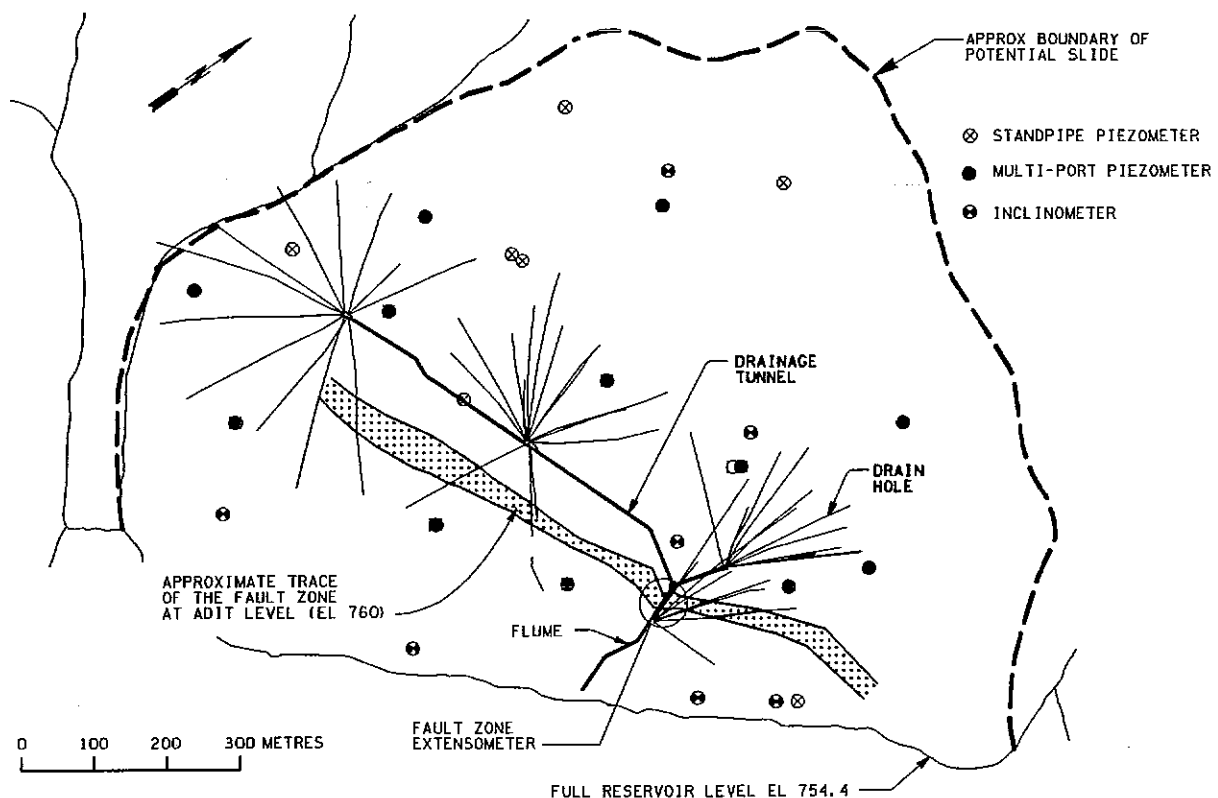 APPROX BOUNDARY OF
POTENTIAL SLIDE
N
STANDPIPE PIEZOMETER
MULTI-PORT PIEZOMETER
INCLINOMETER
DRAINAGE
TUNNEL
DRAIN
HOLE
APPROXIMATE TRACE
OF THE FAULT ZONE
AT ADIT LEVEL (EL 760)
FLUME
FAULT ZONE
EXTENSOMETER
0 100 200 300 METRES
FULL RESERVOIR LEVEL EL 754.4